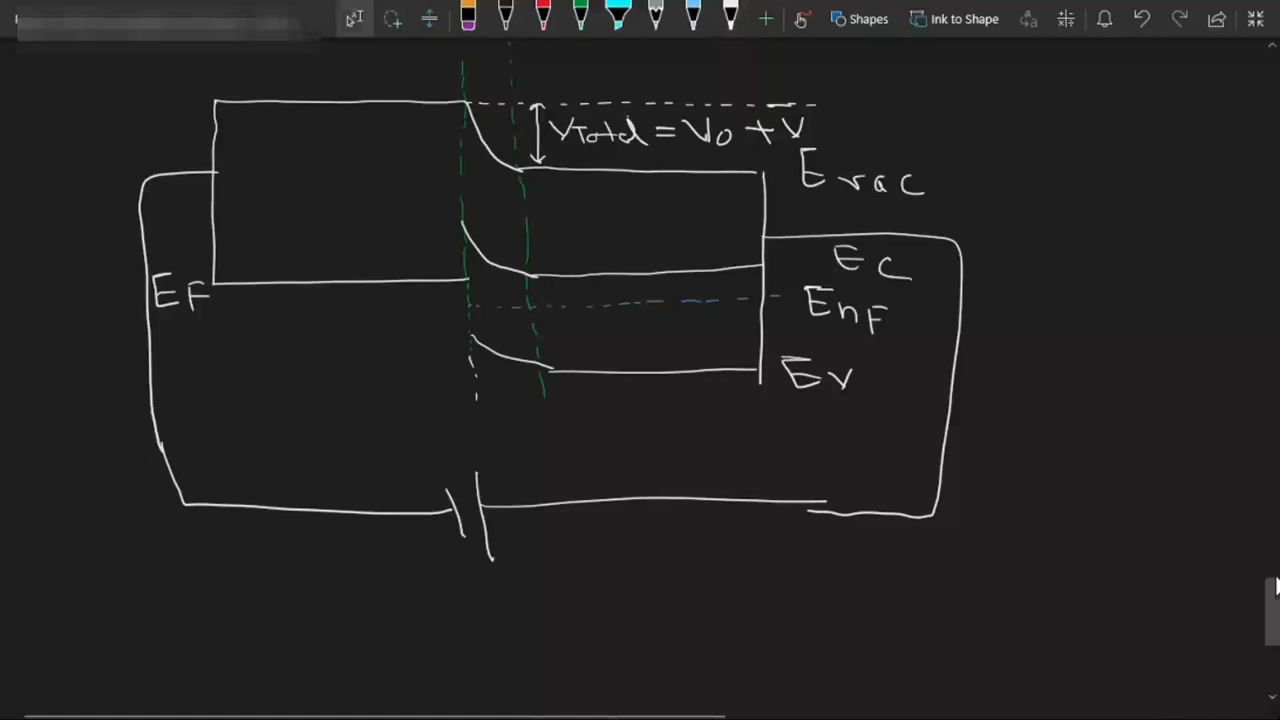 Shapes
Ink to Shape
VTotal = V0 + V
Evac
EC
EF
EnF
Ev